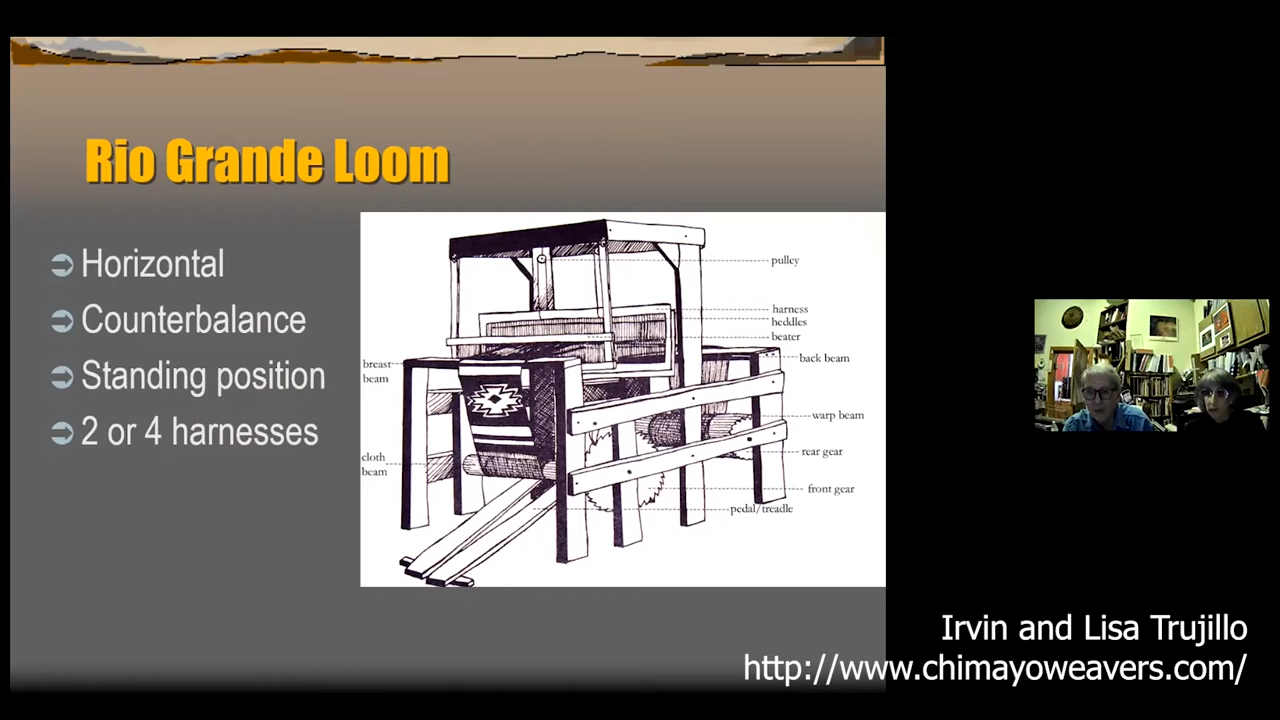 Rio Grande Loom
Horizontal
Counterbalance
Standing position
2 or 4 harnesses
pulley
harness
heddles
beater
back beam
breast
beam
warp beam
rear gear
cloth
beam
front gear
pedal/treadle
Irvin and Lisa Trujillo
http://www.chimayoweavers.com/